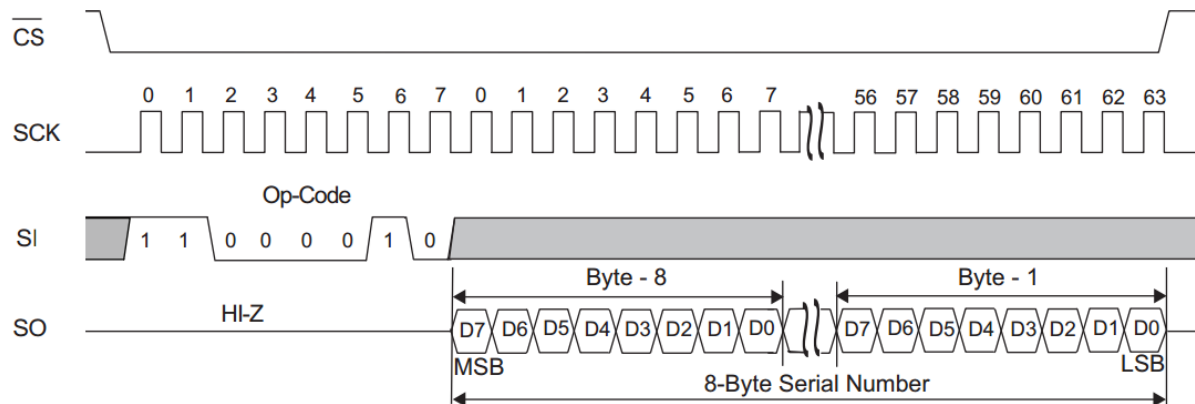 CS
0 1 2 3 4 5 6 7 0 1 2 3 4 5 6 7 56 57 58 59 60 61 62 63
SCK
Op-Code
SI 1 1 0 0 0 0 1 0
Byte - 8 Byte - 1
HI-Z
SO D7 D6 D5 D4 D3 D2 D1 D0 D7 D6 D5 D4 D3 D2 D1 D0
MSB LSB
8-Byte Serial Number